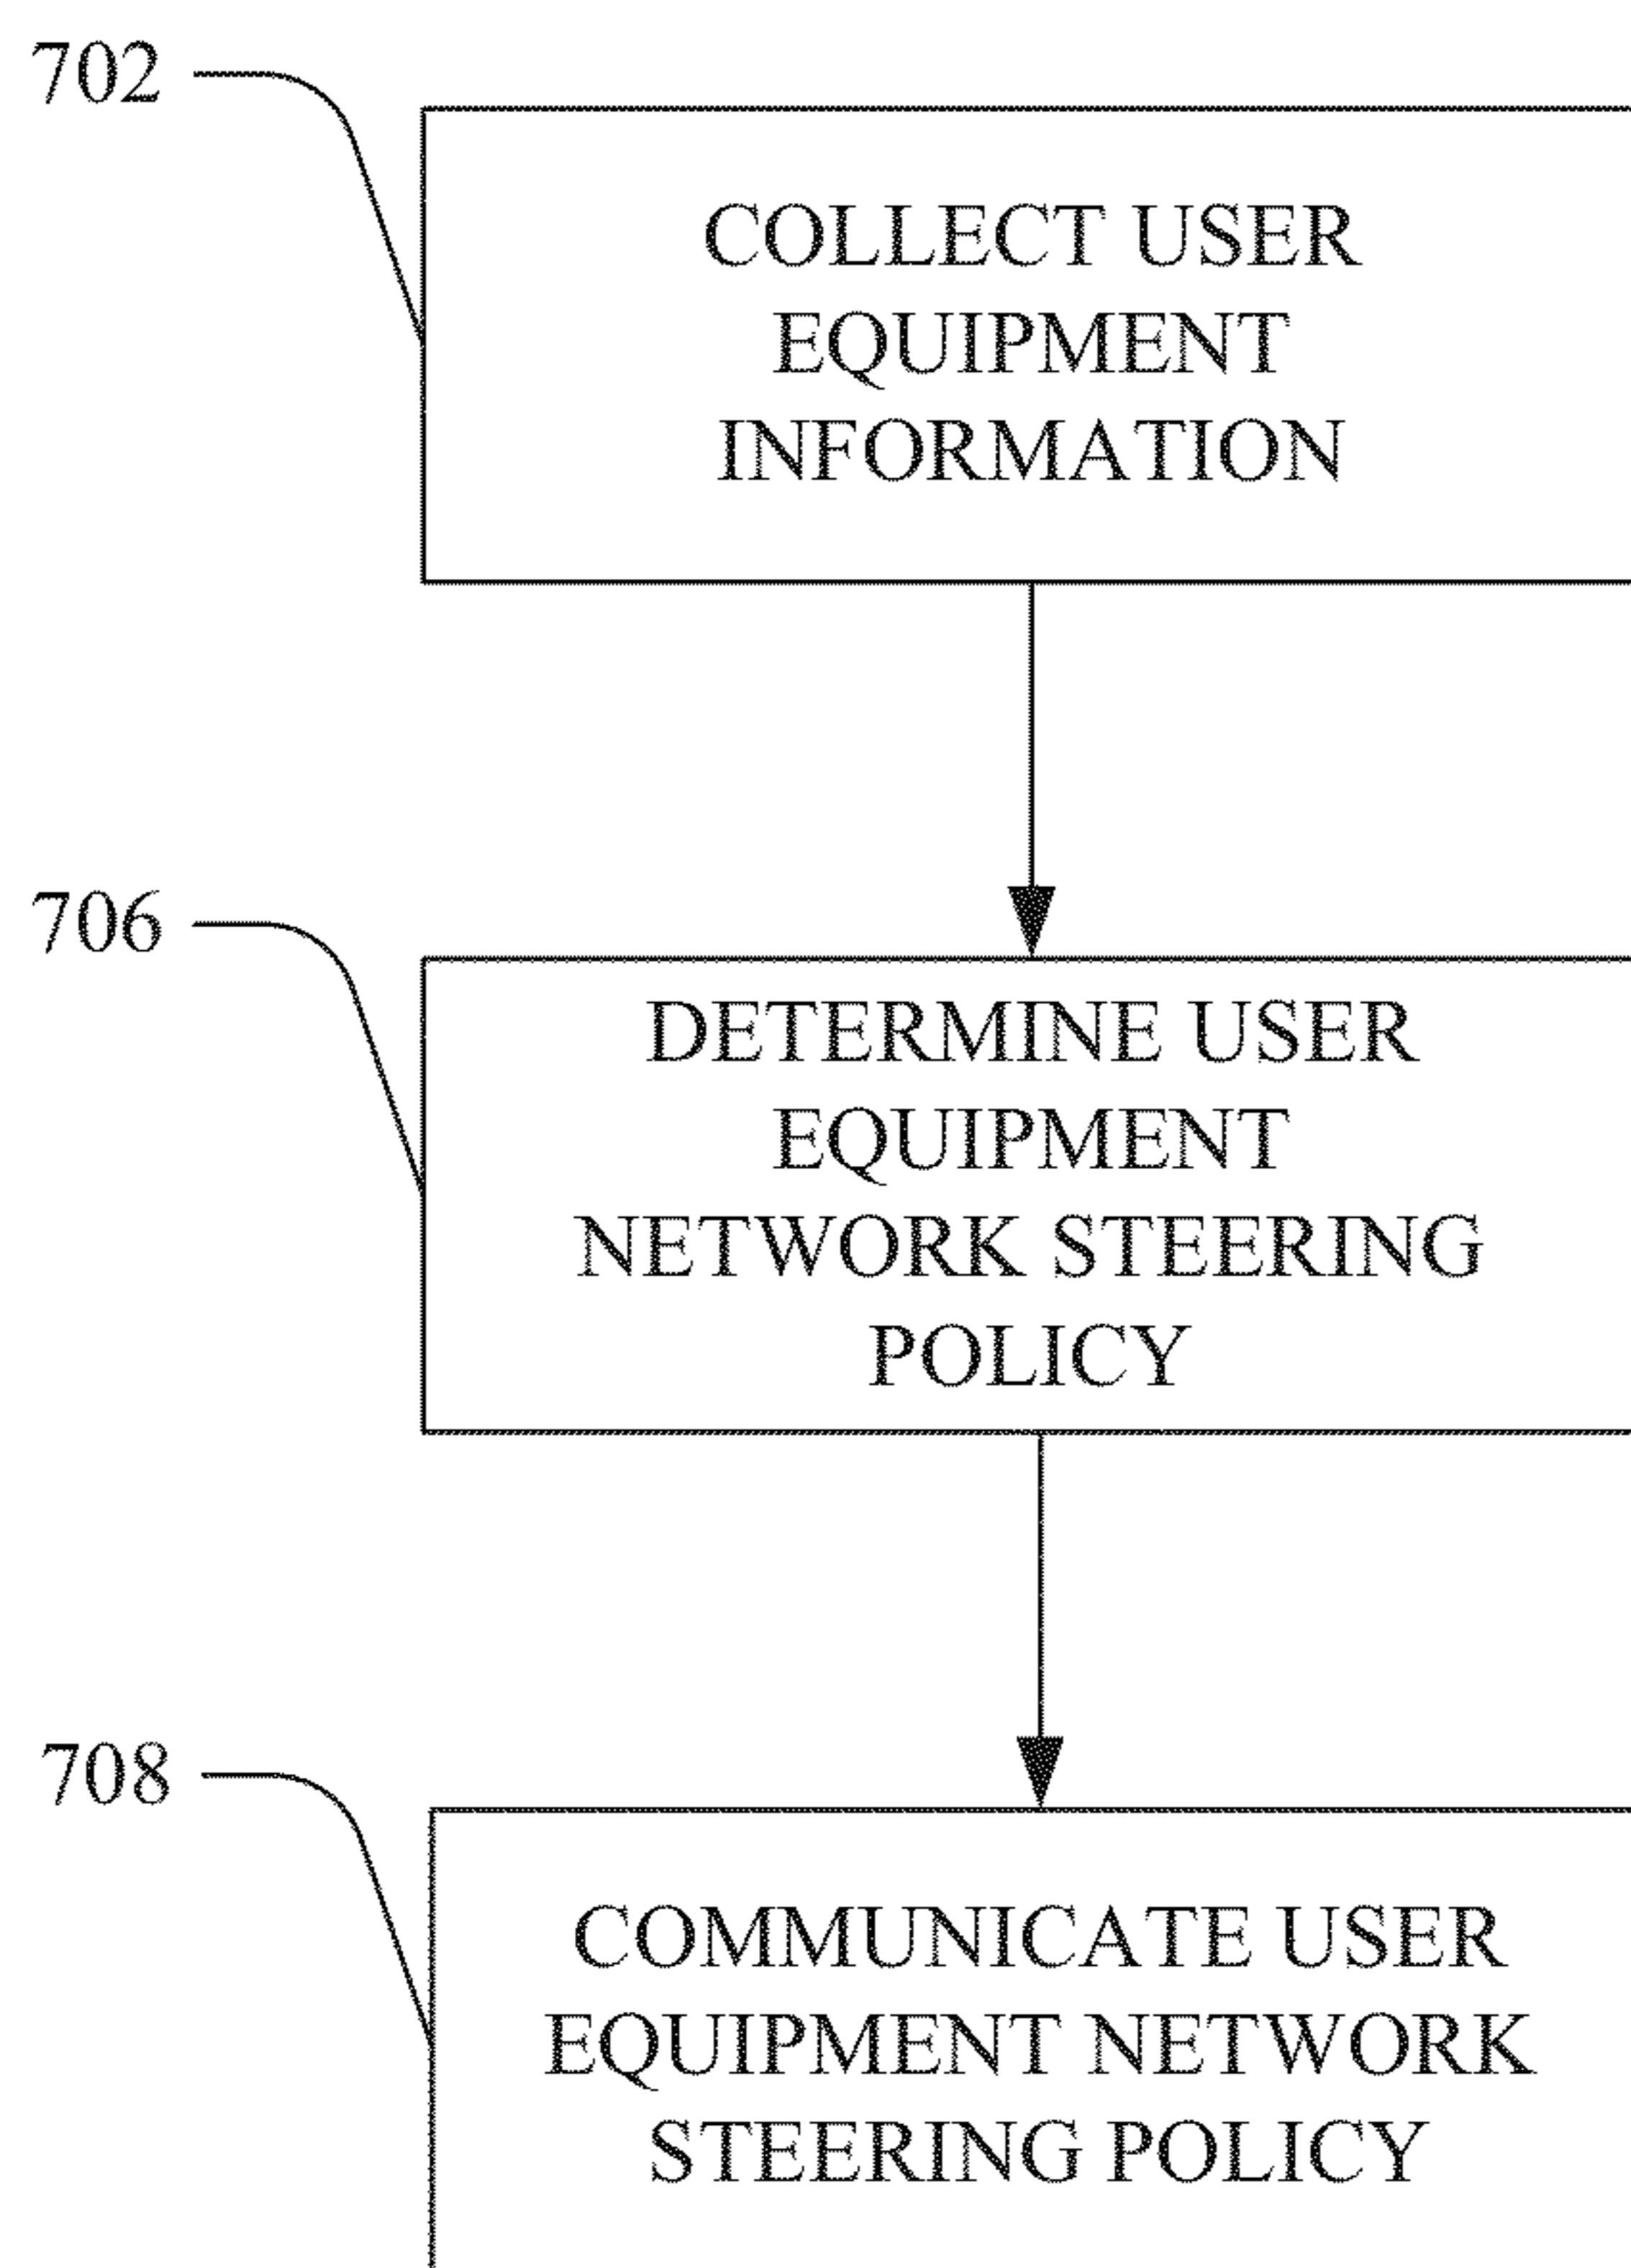 702
COLLECT USER
EQUIPMENT
INFORMATION
706
DETERMINE USER
EQUIPMENT
NETWORK STEERING
POLICY
708
COMMUNICATE USER
EQUIPMENT NETWORK
STEERING POLICY